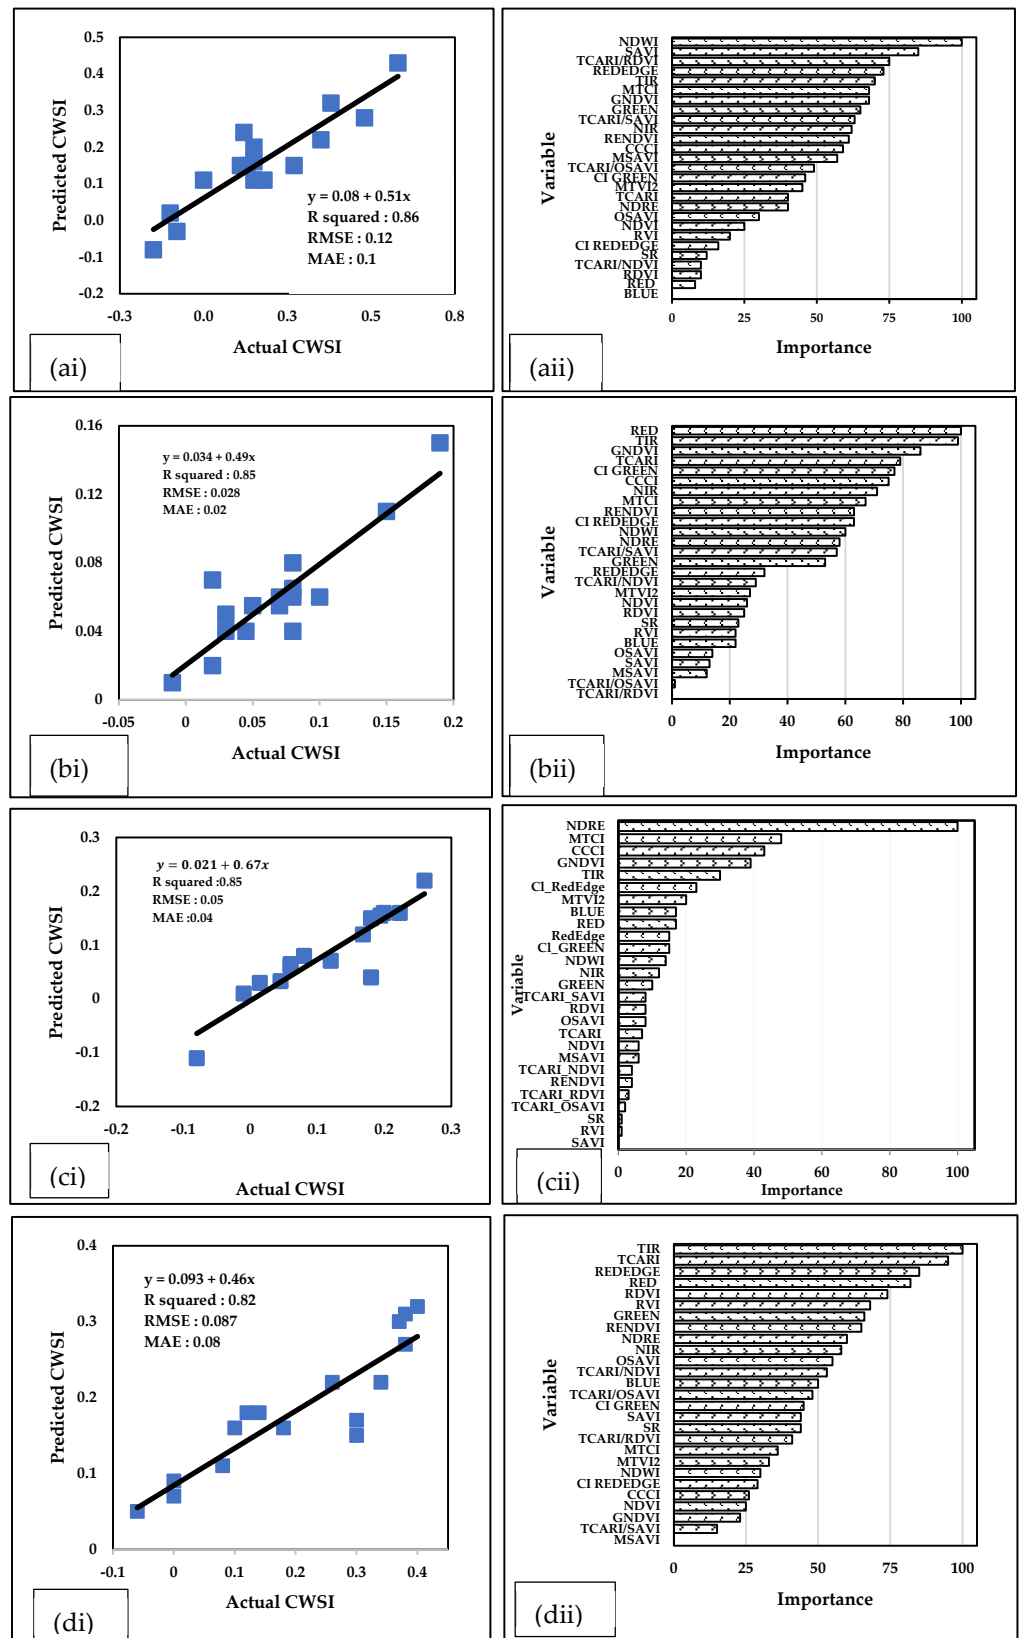 0.5
0.4
0.3
0.2
0.1
0.0
-0.1
-0.2
Predicted CWSI
y = 0.08 + 0.51x
R squared : 0.86
RMSE : 0.12
MAE : 0.1
-0.3 0.0 0.3 0.6 0.8
Actual CWSI
(ai)
Variable
NDWI
SAVI
TCARI/RDVI
REDEDGE
TIR
MTCI
GNDVI
GREEN
TCARI/SAVI
NIR
RENDVI
CCCI
MSAVI
TCARI/OSAVI
CI GREEN
MTVI2
TCARI
NDRE
OSAVI
NDVI
RVI
CI REDEDGE
SR
TCARI/NDVI
RDVI
RED
BLUE
0 25 50 75 100
Importance
(aii)
0.16
0.12
0.08
0.04
0
Predicted CWSI
y = 0.034 + 0.49x
R squared : 0.85
RMSE : 0.028
MAE : 0.02
-0.05 0 0.05 0.1 0.15 0.2
Actual CWSI
(bi)
Variable
RED
TIR
GNDVI
TCARI
CI GREEN
CCCI
NIR
MTCI
RENDVI
CI REDEDGE
NDWI
NDRE
TCARI/SAVI
GREEN
REDEDGE
TCARI/NDVI
MTVI2
NDVI
RDVI
SR
RVI
BLUE
OSAVI
SAVI
MSAVI
TCARI/OSAVI
TCARI/RDVI
0 20 40 60 80 100
Importance
(bii)
0.3
0.2
0.1
0
-0.1
-0.2
Predicted CWSI
y = 0.021 + 0.67x
R squared :0.85
RMSE : 0.05
MAE :0.04
-0.2 -0.1 0 0.1 0.2 0.3
Actual CWSI
(ci)
Variable
NDRE
MTCI
CCCI
GNDVI
TIR
Cl_RedEdge
MTVI2
BLUE
RED
RedEdge
Cl_GREEN
NDWI
NIR
GREEN
TCARI_SAVI
RDVI
OSAVI
TCARI
NDVI
MSAVI
TCARI_NDVI
RENDVI
TCARI_RDVI
TCARI_OSAVI
SR
RVI
SAVI
0 20 40 60 80 100
Importance
(cii)
0.4
0.3
0.2
0.1
0
Predicted CWSI
y = 0.093 + 0.46x
R squared : 0.82
RMSE : 0.087
MAE : 0.08
-0.1 0 0.1 0.2 0.3 0.4
Actual CWSI
(di)
Variable
TIR
TCARI
REDEDGE
RED
RDVI
RVI
GREEN
RENDVI
NDRE
NIR
OSAVI
TCARI/NDVI
BLUE
TCARI/OSAVI
CI GREEN
SAVI
SR
TCARI/RDVI
MTCI
MTVI2
NDWI
CI REDEDGE
CCCI
NDVI
GNDVI
TCARI/SAVI
MSAVI
0 25 50 75 100
Importance
(dii)